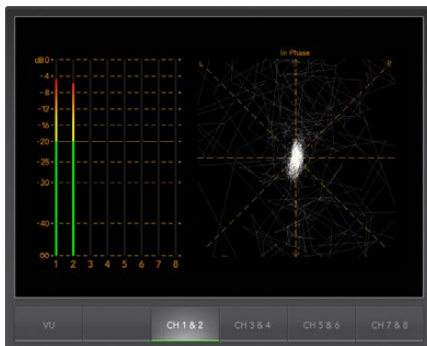 In Phase
dB 0
L
R
-4
-8
-12
-16
-20
-25
-30
-40
∞
1 2 3 4 5 6 7 8
VU
CH 1 & 2
CH 3 & 4
CH 5 & 6
CH 7 & 8